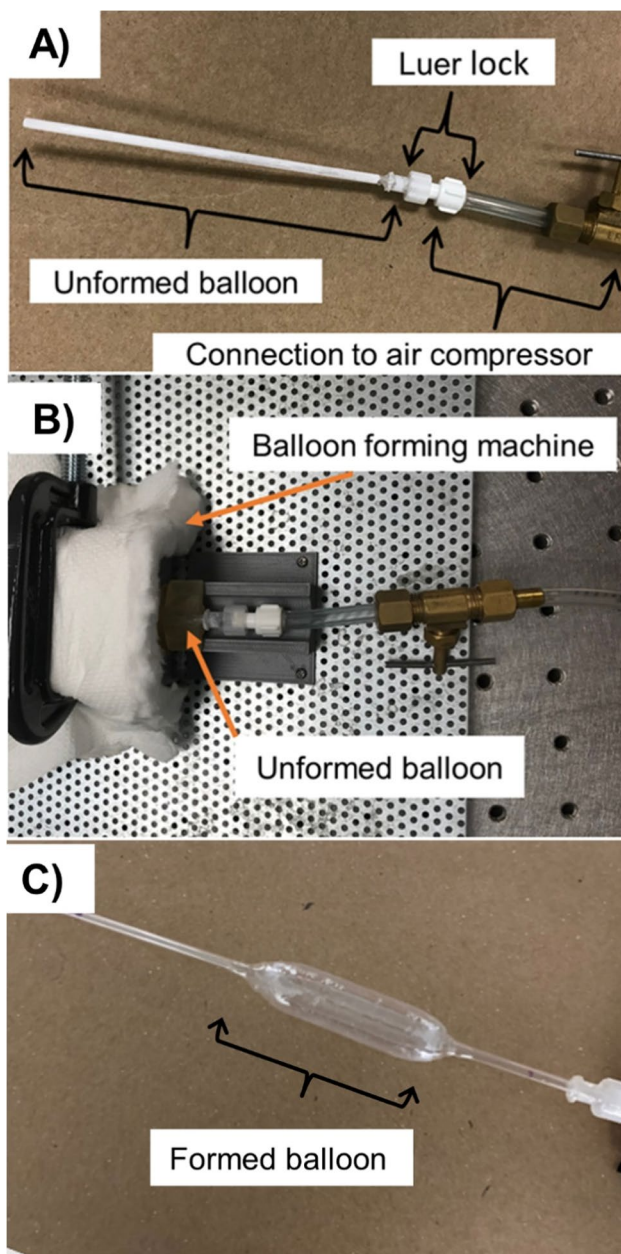 A)
Luer lock
Unformed balloon
Connection to air compressor
B)
Balloon forming machine
Unformed balloon
C)
Formed balloon